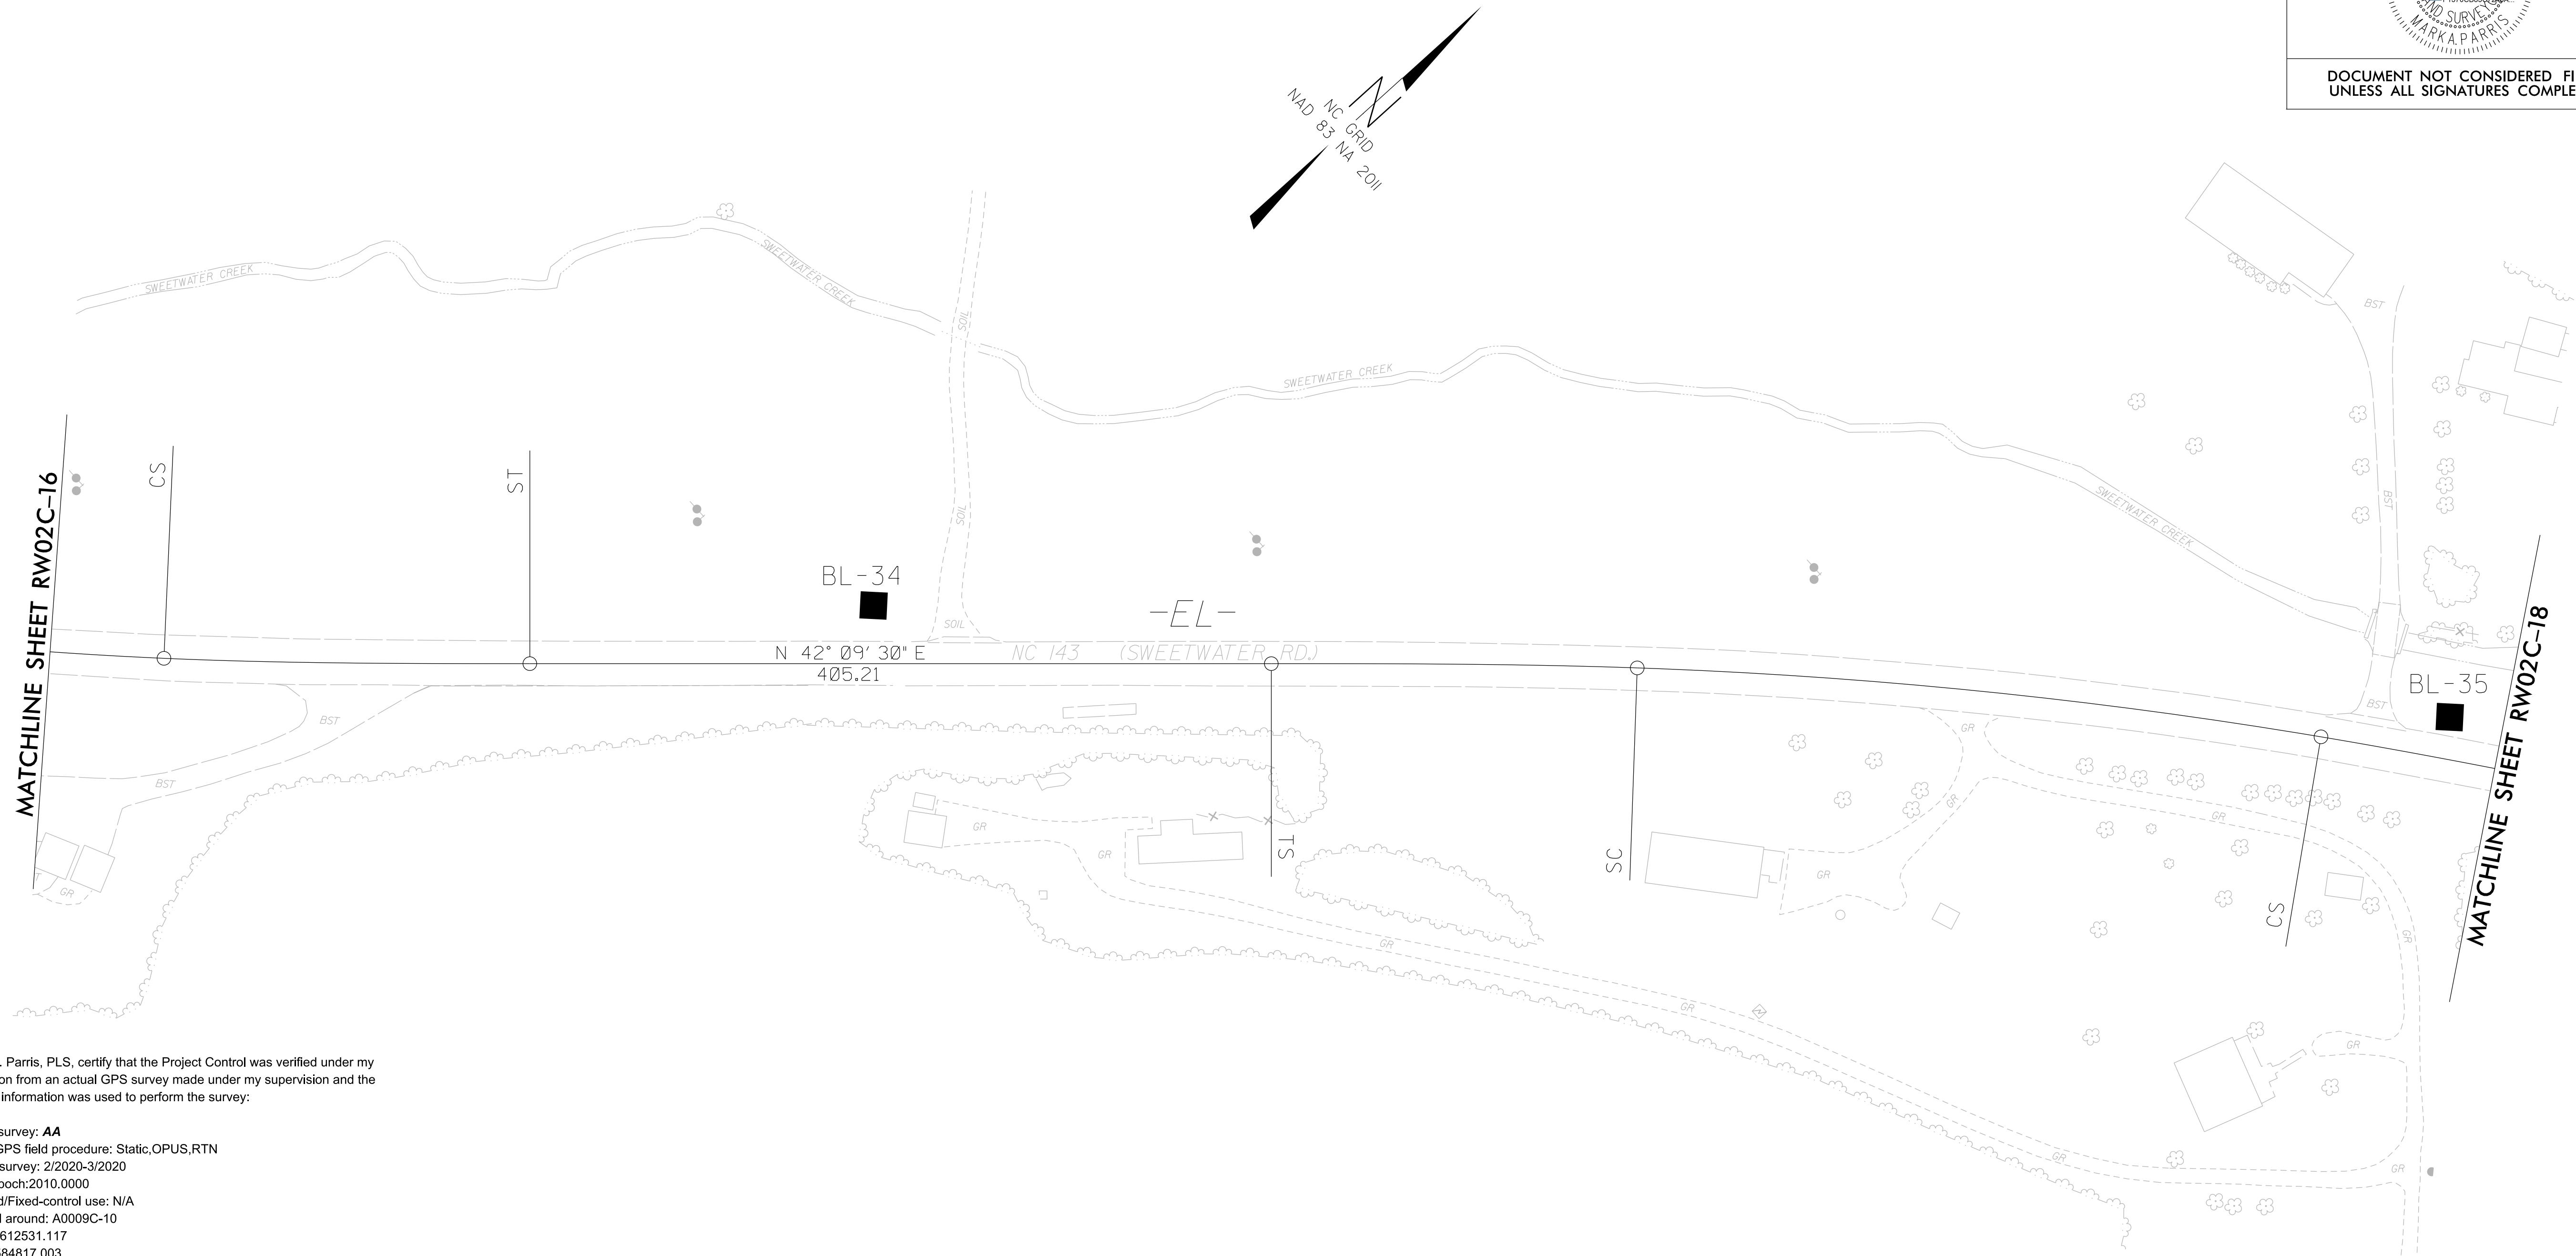 AND SURVEYO
MARK A. PARRIS
DOCUMENT NOT CONSIDERED FI
UNLESS ALL SIGNATURES COMPLE
NC GRID
NAD 83 NA 2011
SWEETWATER CREEK
SWEETWATER CREEK
SOIL
SWEETWATER CREEK
BST
MATCHLINE SHEET RW02C-16
CS
ST
SOIL
BST
SWEETWATER CREEK
BL-34
-EL-
SOIL
N 42° 09' 30" E
405.21
NC 143 (SWEETWATER RD.)
BL-35
BST
MATCHLINE SHEET RW02C-18
BST
BST
GR
GR
GR
GR
TS
SC
GR
GR
GR
CS
GR
GR
GR
GR
GR
GR
. Parris, PLS, certify that the Project Control was verified under my
on from an actual GPS survey made under my supervision and the
information was used to perform the survey:
survey: AA
GPS field procedure: Static,OPUS,RTN
survey: 2/2020-3/2020
poch:2010.0000
d/Fixed-control use: N/A
d around: A0009C-10
612531.117
584817.003